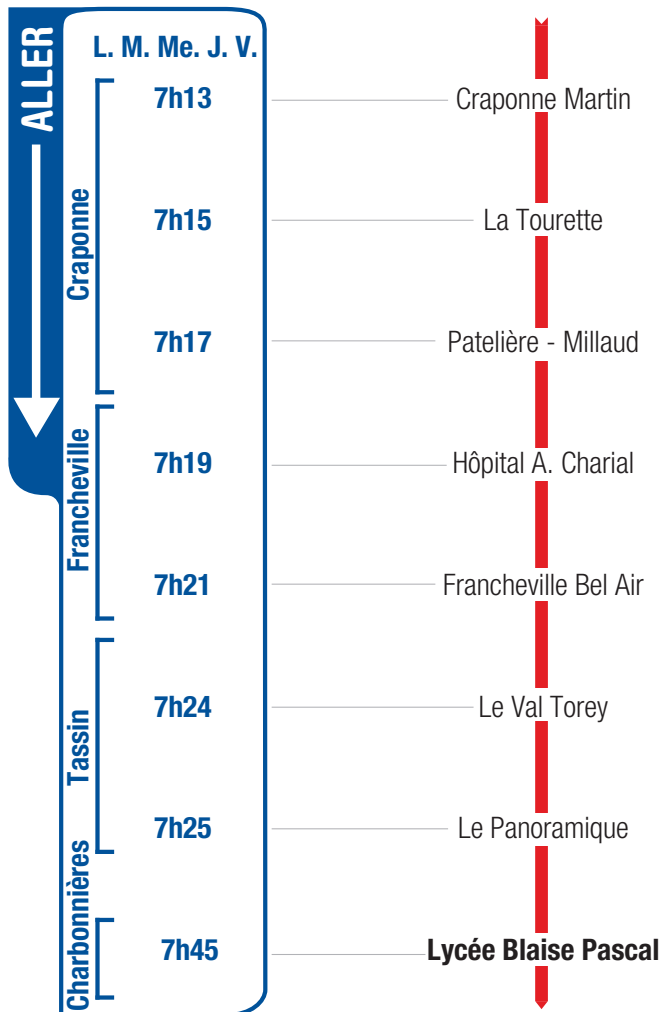 ALLER
L. M. Me. J. V.
Craponne
7h13 Craponne Martin
7h15 La Tourette
7h17 Patelière - Millaud
Francheville
7h19 Hôpital A. Charial
7h21 Francheville Bel Air
Tassin
7h24 Le Val Torey
7h25 Le Panoramique
Charbonnières
7h45 Lycée Blaise Pascal